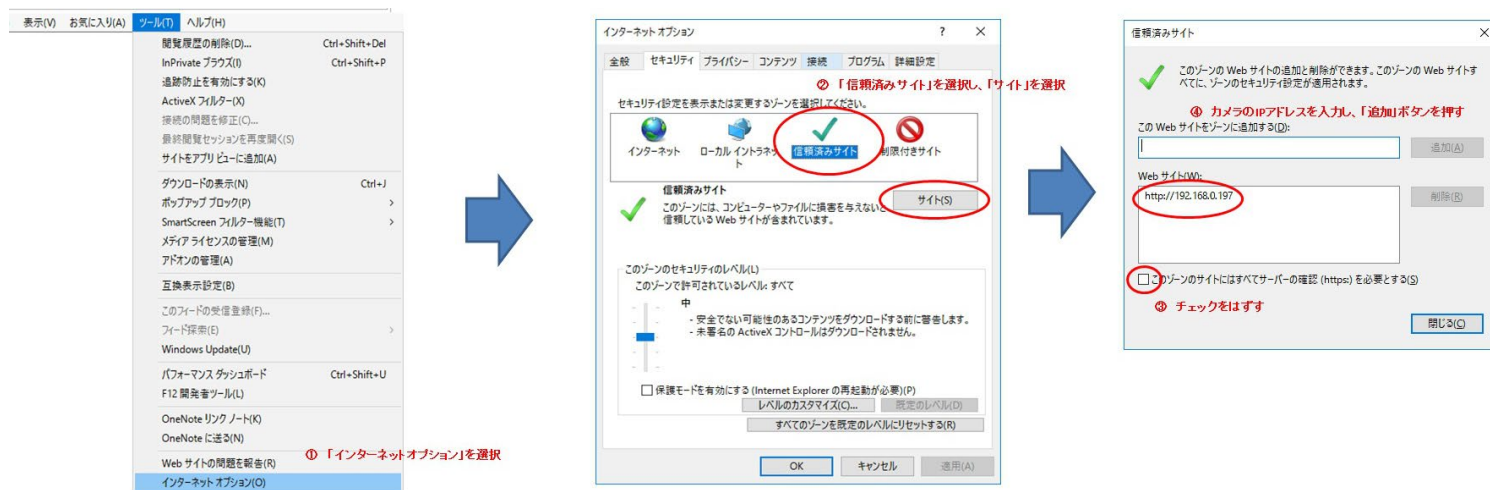 表示(V) お気に入り(A) ツール(T) ヘルプ(H)
閲覧履歴の削除(D)... Ctrl+Shift+Del
InPrivate ブラウズ(I) Ctrl+Shift+P
追跡防止を有効にする(K)
ActiveX フィルター(X)
接続の問題を修正(C)...
最終閲覧セッションを再度開く(S)
サイトをアプリ ビューに追加(A)
ダウンロードの表示(N) Ctrl+J
ポップアップ ブロック(P) >
SmartScreen フィルター機能(T) >
メディア ライセンスの管理(M)
アドオンの管理(A)
互換表示設定(B)
このフィードの受信登録(F)...
フィード探索(E) >
Windows Update(U)
パフォーマンス ダッシュボード Ctrl+Shift+U
F12 開発者ツール(L)
OneNote リンク ノート(K)
OneNote に送る(N)
Web サイトの問題を報告(R)
インターネット オプション(O)
① 「インターネットオプション」を選択
インターネット オプション ? ×
全般 セキュリティ プライバシー コンテンツ 接続 プログラム 詳細設定
② 「信頼済みサイト」を選択し、「サイト」を選択
セキュリティ設定を表示または変更するゾーンを選択してください。
インターネット ローカル イントラネッ 信頼済みサイト 制限付きサイト
ト
信頼済みサイト
サイト(S)
このゾーンには、コンピューターやファイルに損害を与えないと
信頼している Web サイトが含まれています。
このゾーンのセキュリティのレベル(L)
このゾーンで許可されているレベル: すべて
中
- 安全でない可能性のあるコンテンツをダウンロードする前に警告します。
- 未署名の ActiveX コントロールはダウンロードされません。
保護モードを有効にする (Internet Explorer の再起動が必要)(P)
レベルのカスタマイズ(C)... 既定のレベル(D)
すべてのゾーンを既定のレベルにリセットする(R)
OK キャンセル 適用(A)
信頼済みサイト ×
このゾーンの Web サイトの追加と削除ができます。このゾーンの Web サイトす
べてに、ゾーンのセキュリティ設定が適用されます。
④ カメラのIPアドレスを入力し、「追加」ボタンを押す
この Web サイトをゾーンに追加する(D):
追加(A)
Web サイト(W):
http://192.168.0.197 削除(R)
このゾーンのサイトにはすべてサーバーの確認 (https:) を必要とする(S)
③ チェックをはずす
閉じる(C)